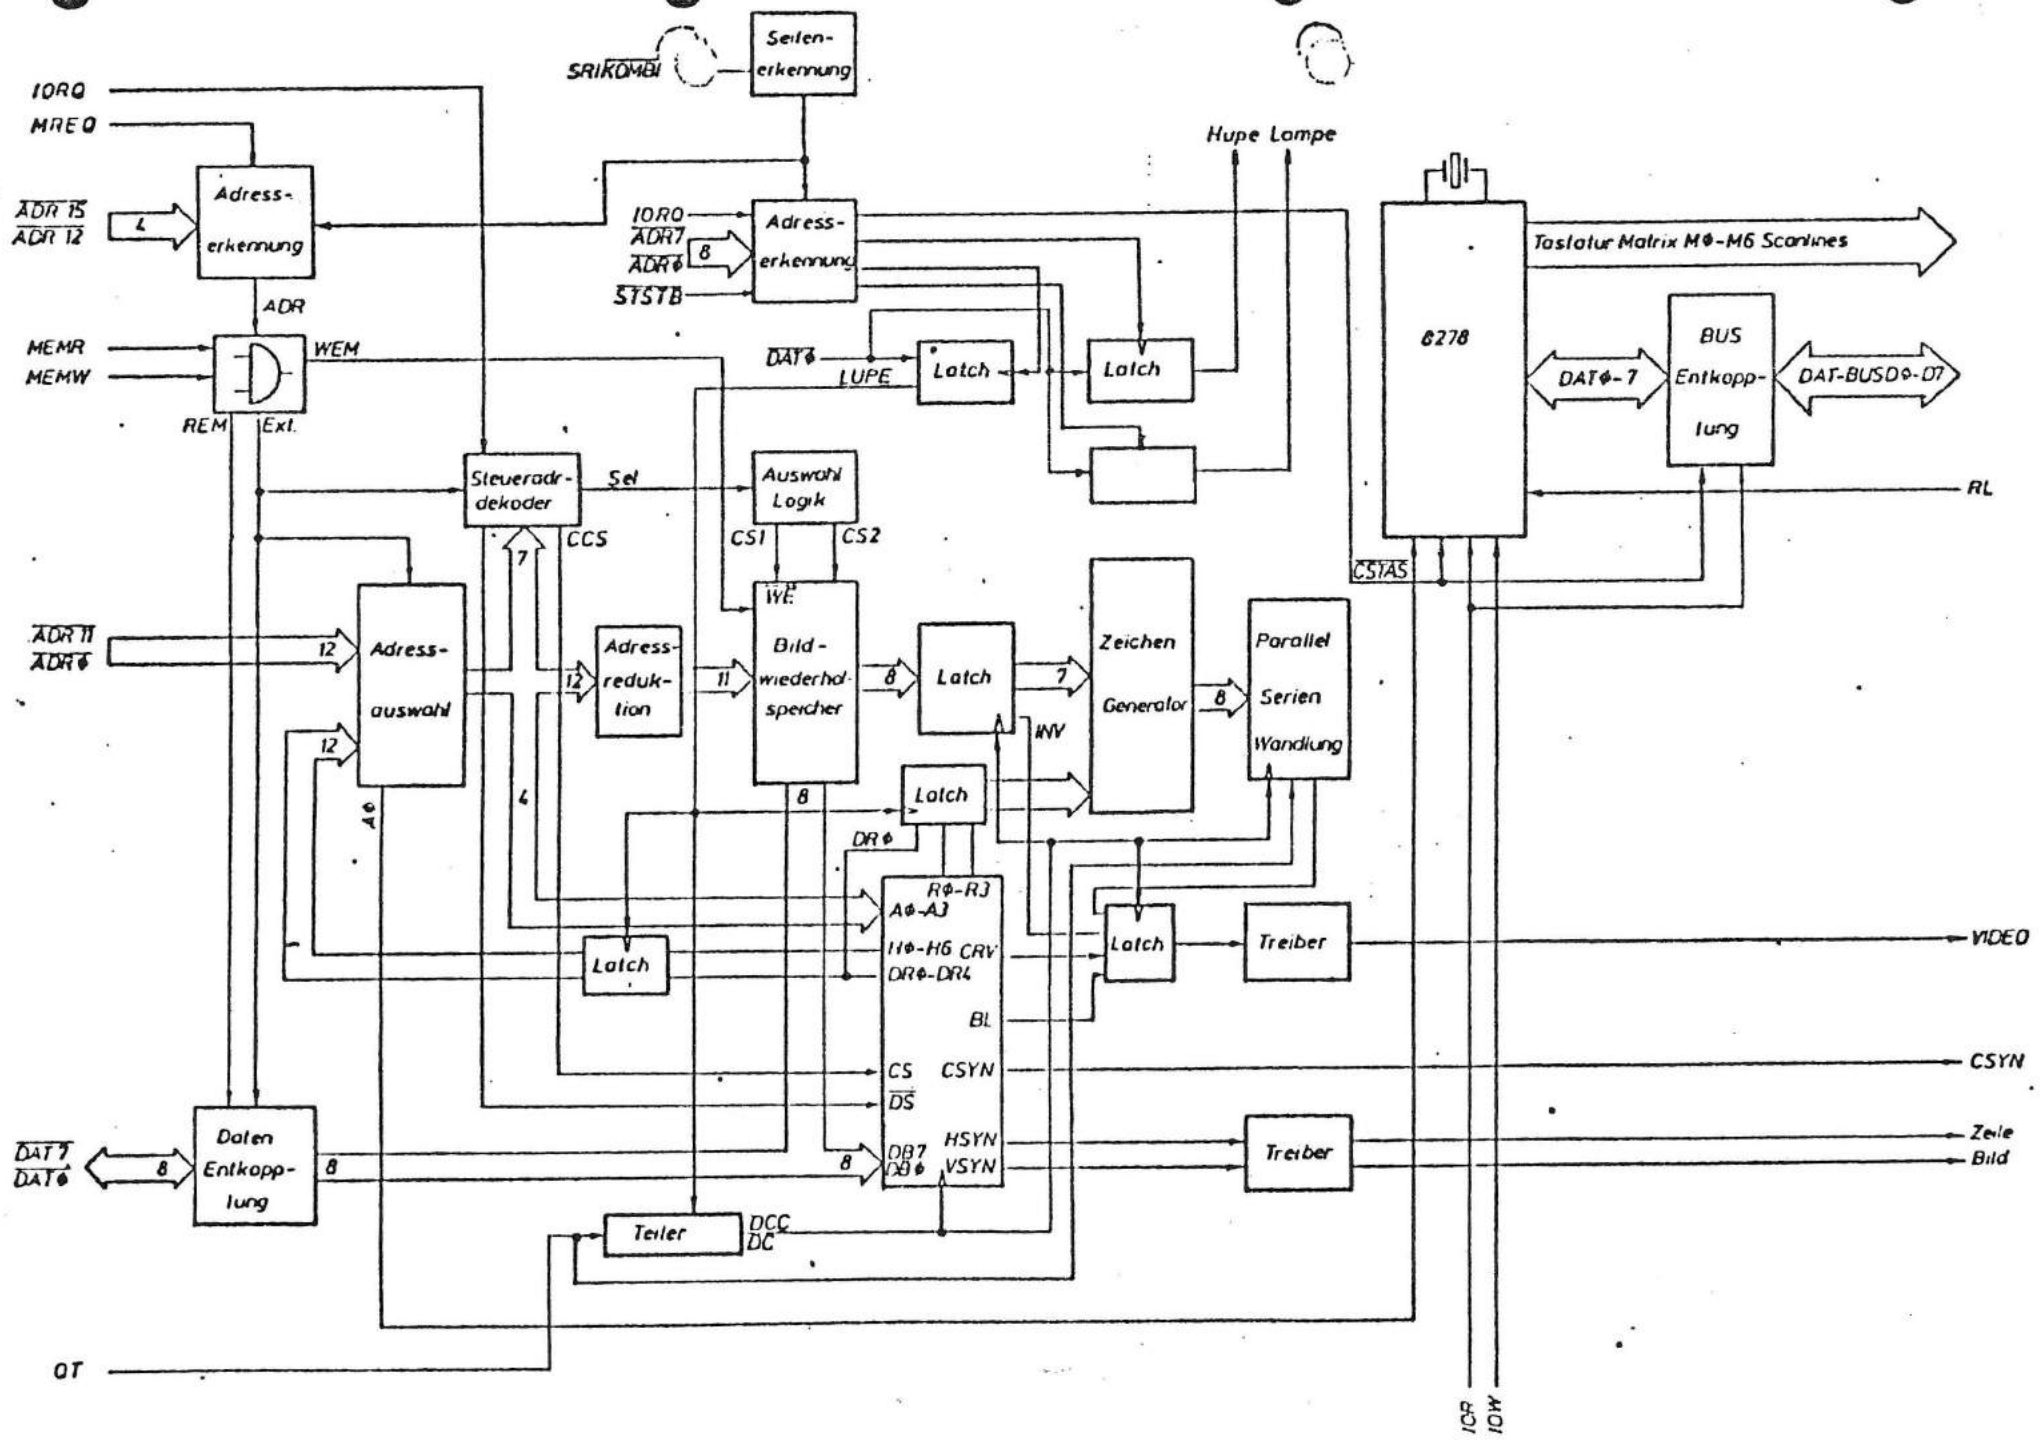 Seiten-
erkennung
SRIKOMBI
IORQ
MREQ
Hupe Lampe
Adress-
erkennung
ADR 15
ADR 12
4
IORQ
ADR7
ADRΦ
8
STSTB
Adress-
erkennung
Tastatur Matrix MΦ-M6 Scanlines
ADR
MEMR
MEMW
WEM
REM
Ext.
DATΦ
LUPE
Latch
Latch
8278
DATΦ-7
BUS
Entkopp-
lung
DAT-BUSDΦ-D7
RL
Steueradr-
dekoder
Sel
Auswahl
Logik
CCS
7
CS1
CS2
CSTAS
ADR 11
ADRΦ
12
Adress-
auswahl
12
12
Adress-
reduk-
tion
11
WE
Bild-
wiederhol-
speicher
8
Latch
7
INV
Zeichen
Generator
8
Parallel
Serien
Wandlung
AΦ
4
8
Latch
DRΦ
RΦ-R3
AΦ-A3
HΦ-H6
CRV
DRΦ-DR4
BL
CS
CSYN
DS
HSYN
DB7
DBΦ
VSYN
Latch
Latch
Treiber
VIDEO
CSYN
Treiber
Zeile
Bild
DAT7
DATΦ
8
Daten
Entkopp-
lung
8
8
Teiler
DCC
DC
QT
IOR
IOW